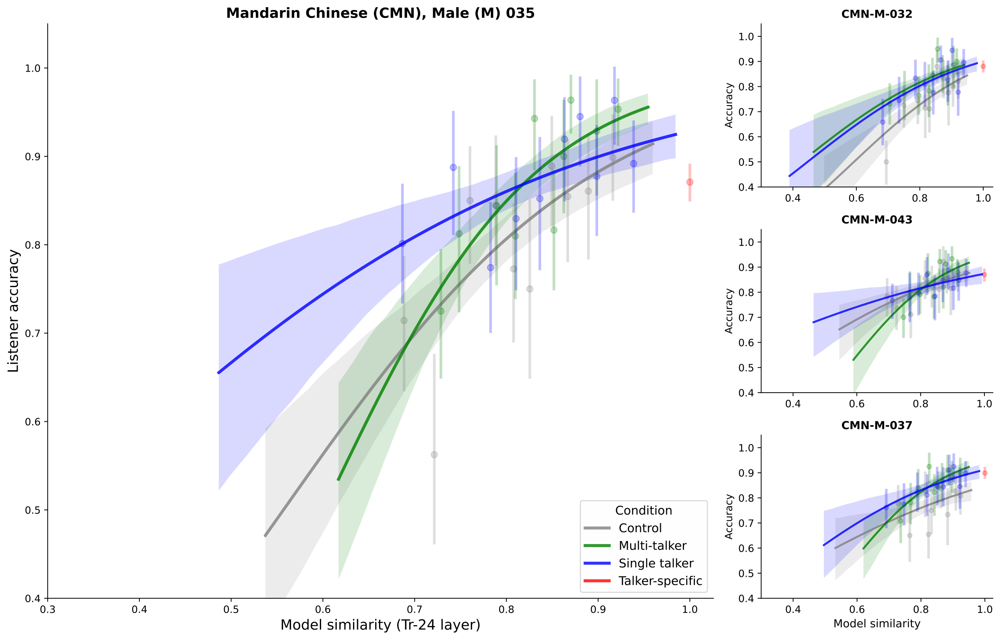 Mandarin Chinese (CMN), Male (M) 035
Listener accuracy
1.0
0.9
0.8
0.7
0.6
0.5
0.4
0.3 0.4 0.5 0.6 0.7 0.8 0.9 1.0
Model similarity (Tr-24 layer)
Condition
Control
Multi-talker
Single talker
Talker-specific
CMN-M-032
Accuracy
1.0
0.9
0.8
0.7
0.6
0.5
0.4
0.4 0.6 0.8 1.0
CMN-M-043
Accuracy
1.0
0.9
0.8
0.7
0.6
0.5
0.4
0.4 0.6 0.8 1.0
CMN-M-037
Accuracy
1.0
0.9
0.8
0.7
0.6
0.5
0.4
0.4 0.6 0.8 1.0
Model similarity